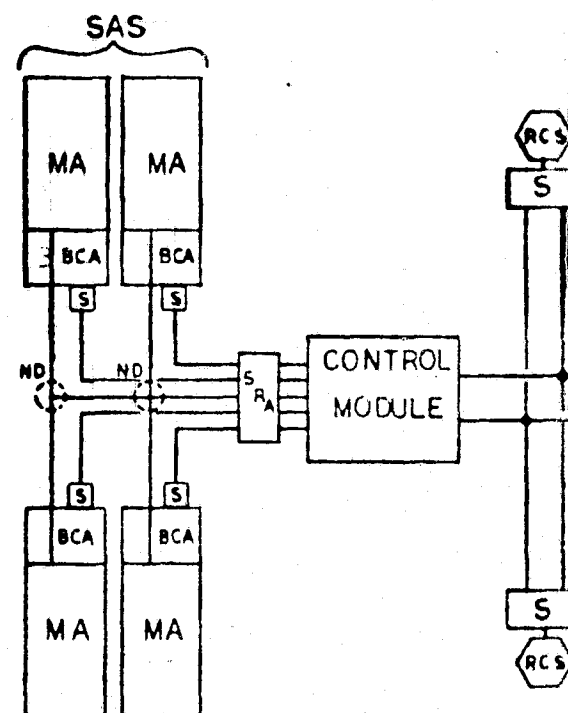 SAS
MA MA
RCS
S
BCA BCA
S S
ND ND
S
R
A
CONTROL
MODULE
S S
BCA BCA
S
MA MA
RCS